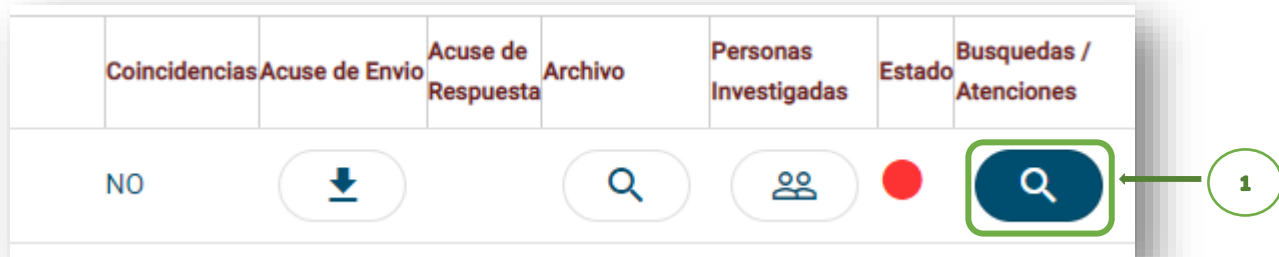 Coincidencias Acuse de Envio Acuse de Respuesta Archivo Personas Investigadas Estado Busquedas / Atenciones
NO
1